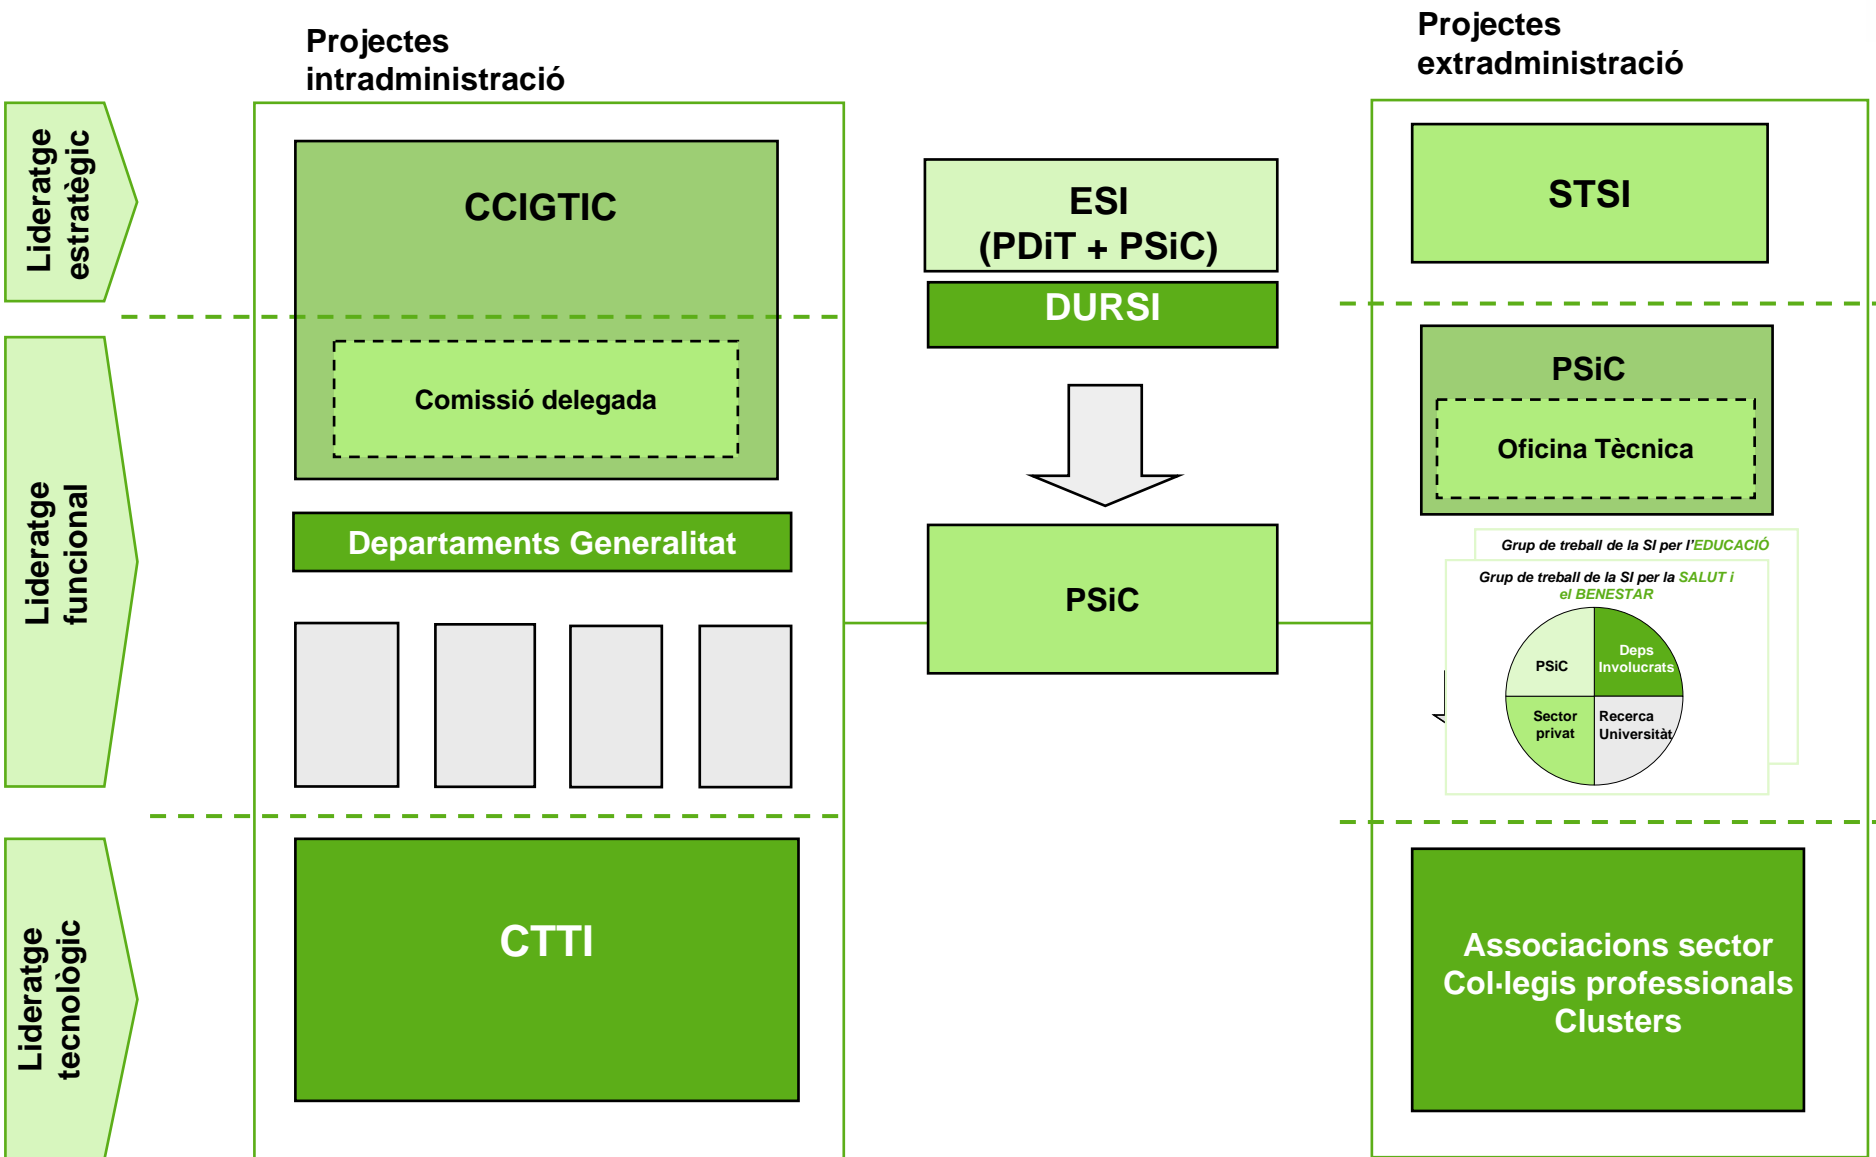 Projectes
intradministració
Projectes
extradministració
Lideratge
estratègic
CCIGTIC
ESI
(PDiT + PSiC)
DURSI
STSI
Lideratge
funcional
Comissió delegada
Departaments Generalitat
PSiC
PSiC
Oficina Tècnica
Grup de treball de la SI per l'EDUCACIÓ
Grup de treball de la SI per la SALUT i
el BENESTAR
PSiC
Deps
Involucrats
Sector
privat
Recerca
Universitàt
Lideratge
tecnològic
CTTI
Associacions sector
Col·legis professionals
Clusters